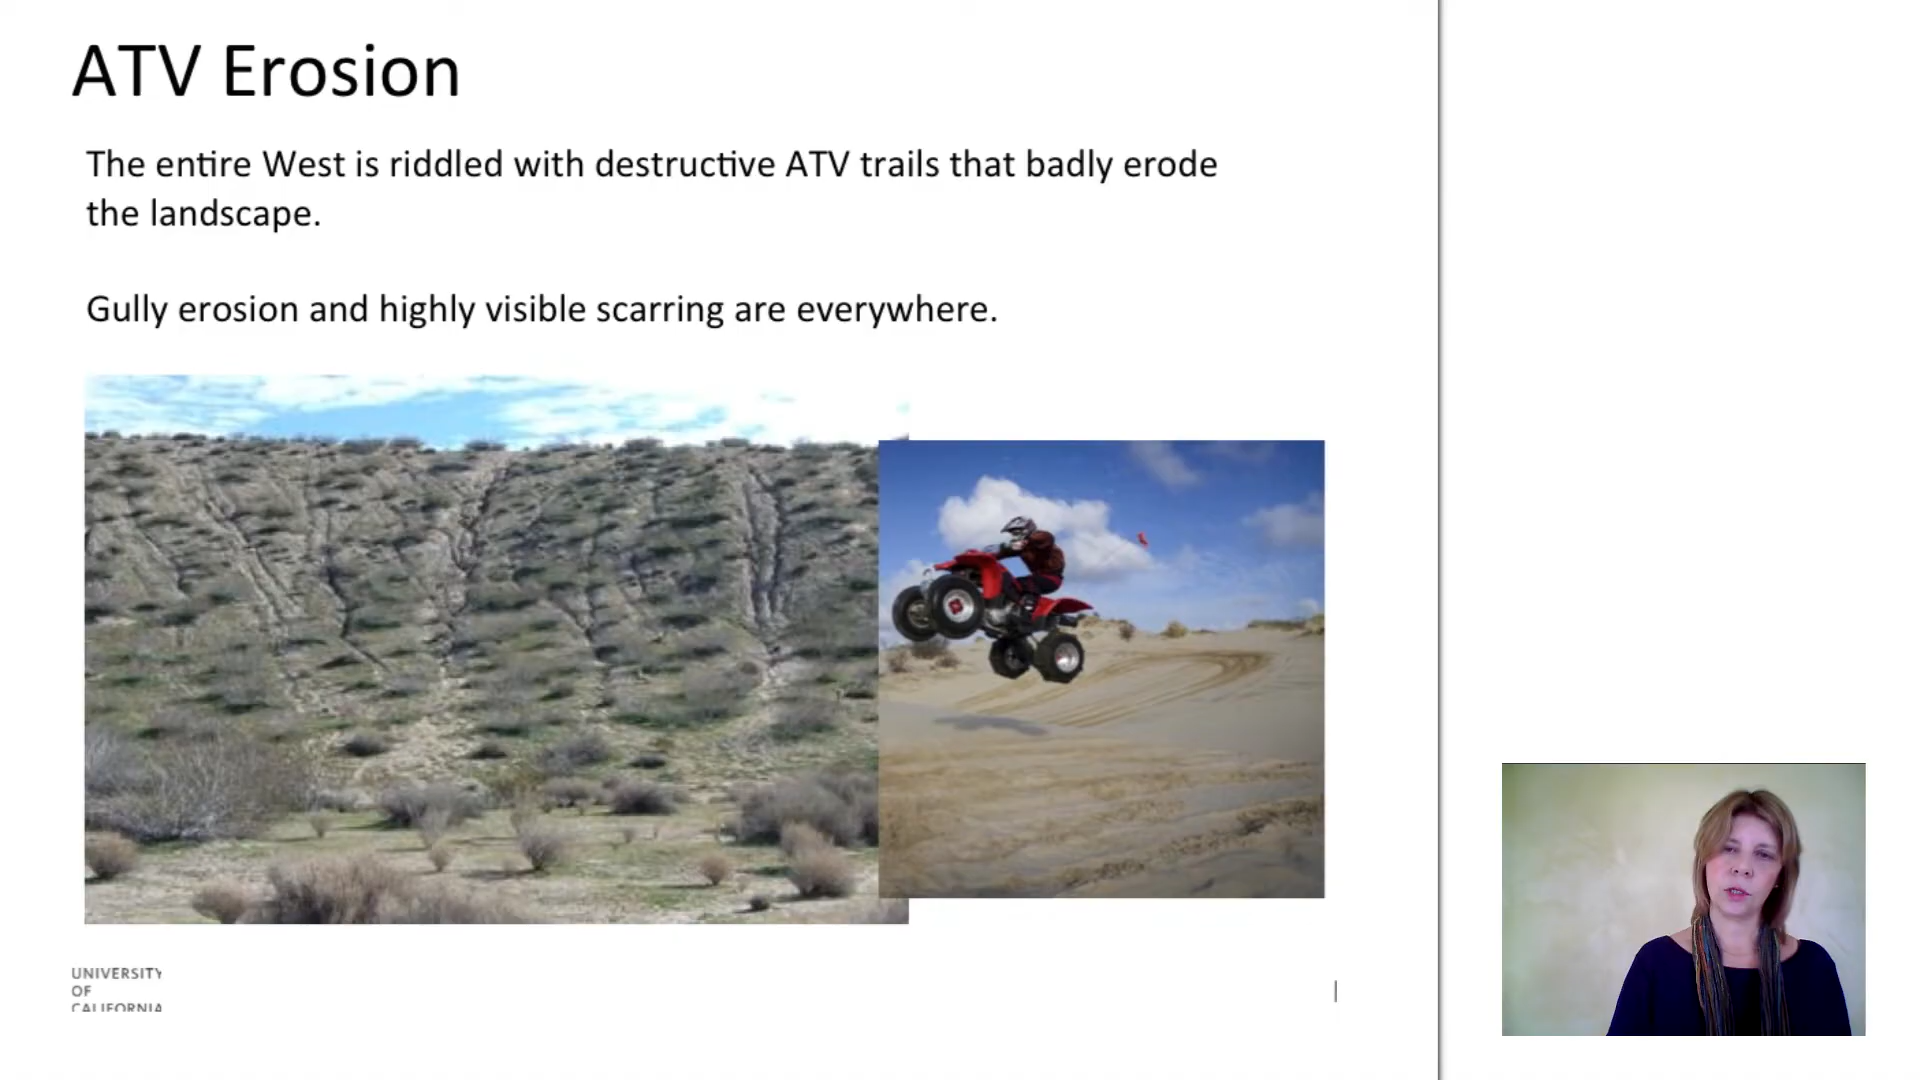 ATV Erosion
The entire West is riddled with destructive ATV trails that badly erode
the landscape.
Gully erosion and highly visible scarring are everywhere.
UNIVERSITY
OF
CALIFORNIA